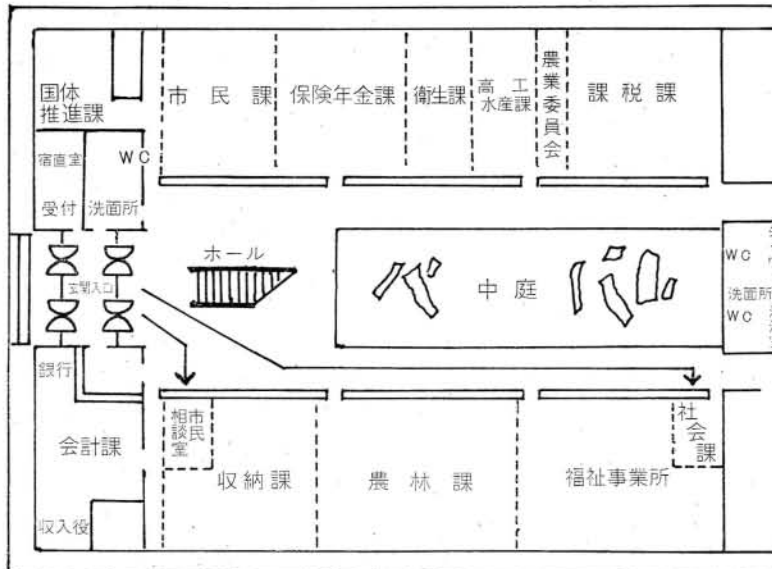 国体
推進課
宿直室
受付
洗面所
WC
市民課
保険年金課
衛生課
高工
水産課
農業委員会
課税課
ホール
玄関入口
中庭
WC
洗面所
WC
銀行
会計課
収入役
市民
相談室
収納課
農林課
福祉事業所
社会課